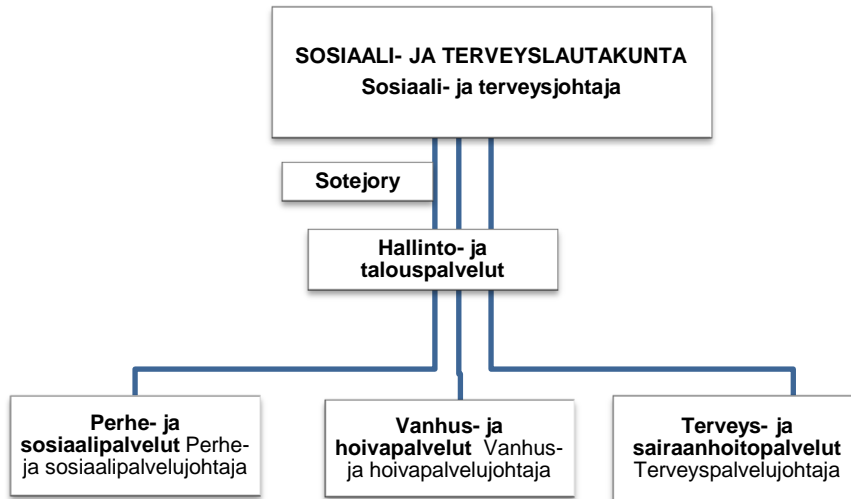 SOSIAALI- JA TERVEYSLAUTAKUNTA
Sosiaali- ja terveysjohtaja
Sotejory
Hallinto- ja
talouspalvelut
Perhe- ja
sosiaalipalvelut Perhe-
ja sosiaalipalvelujohtaja
Vanhus- ja
hoivapalvelut Vanhus-
ja hoivapalvelujohtaja
Terveys- ja
sairaanhoitopalvelut
Terveyspalvelujohtaja